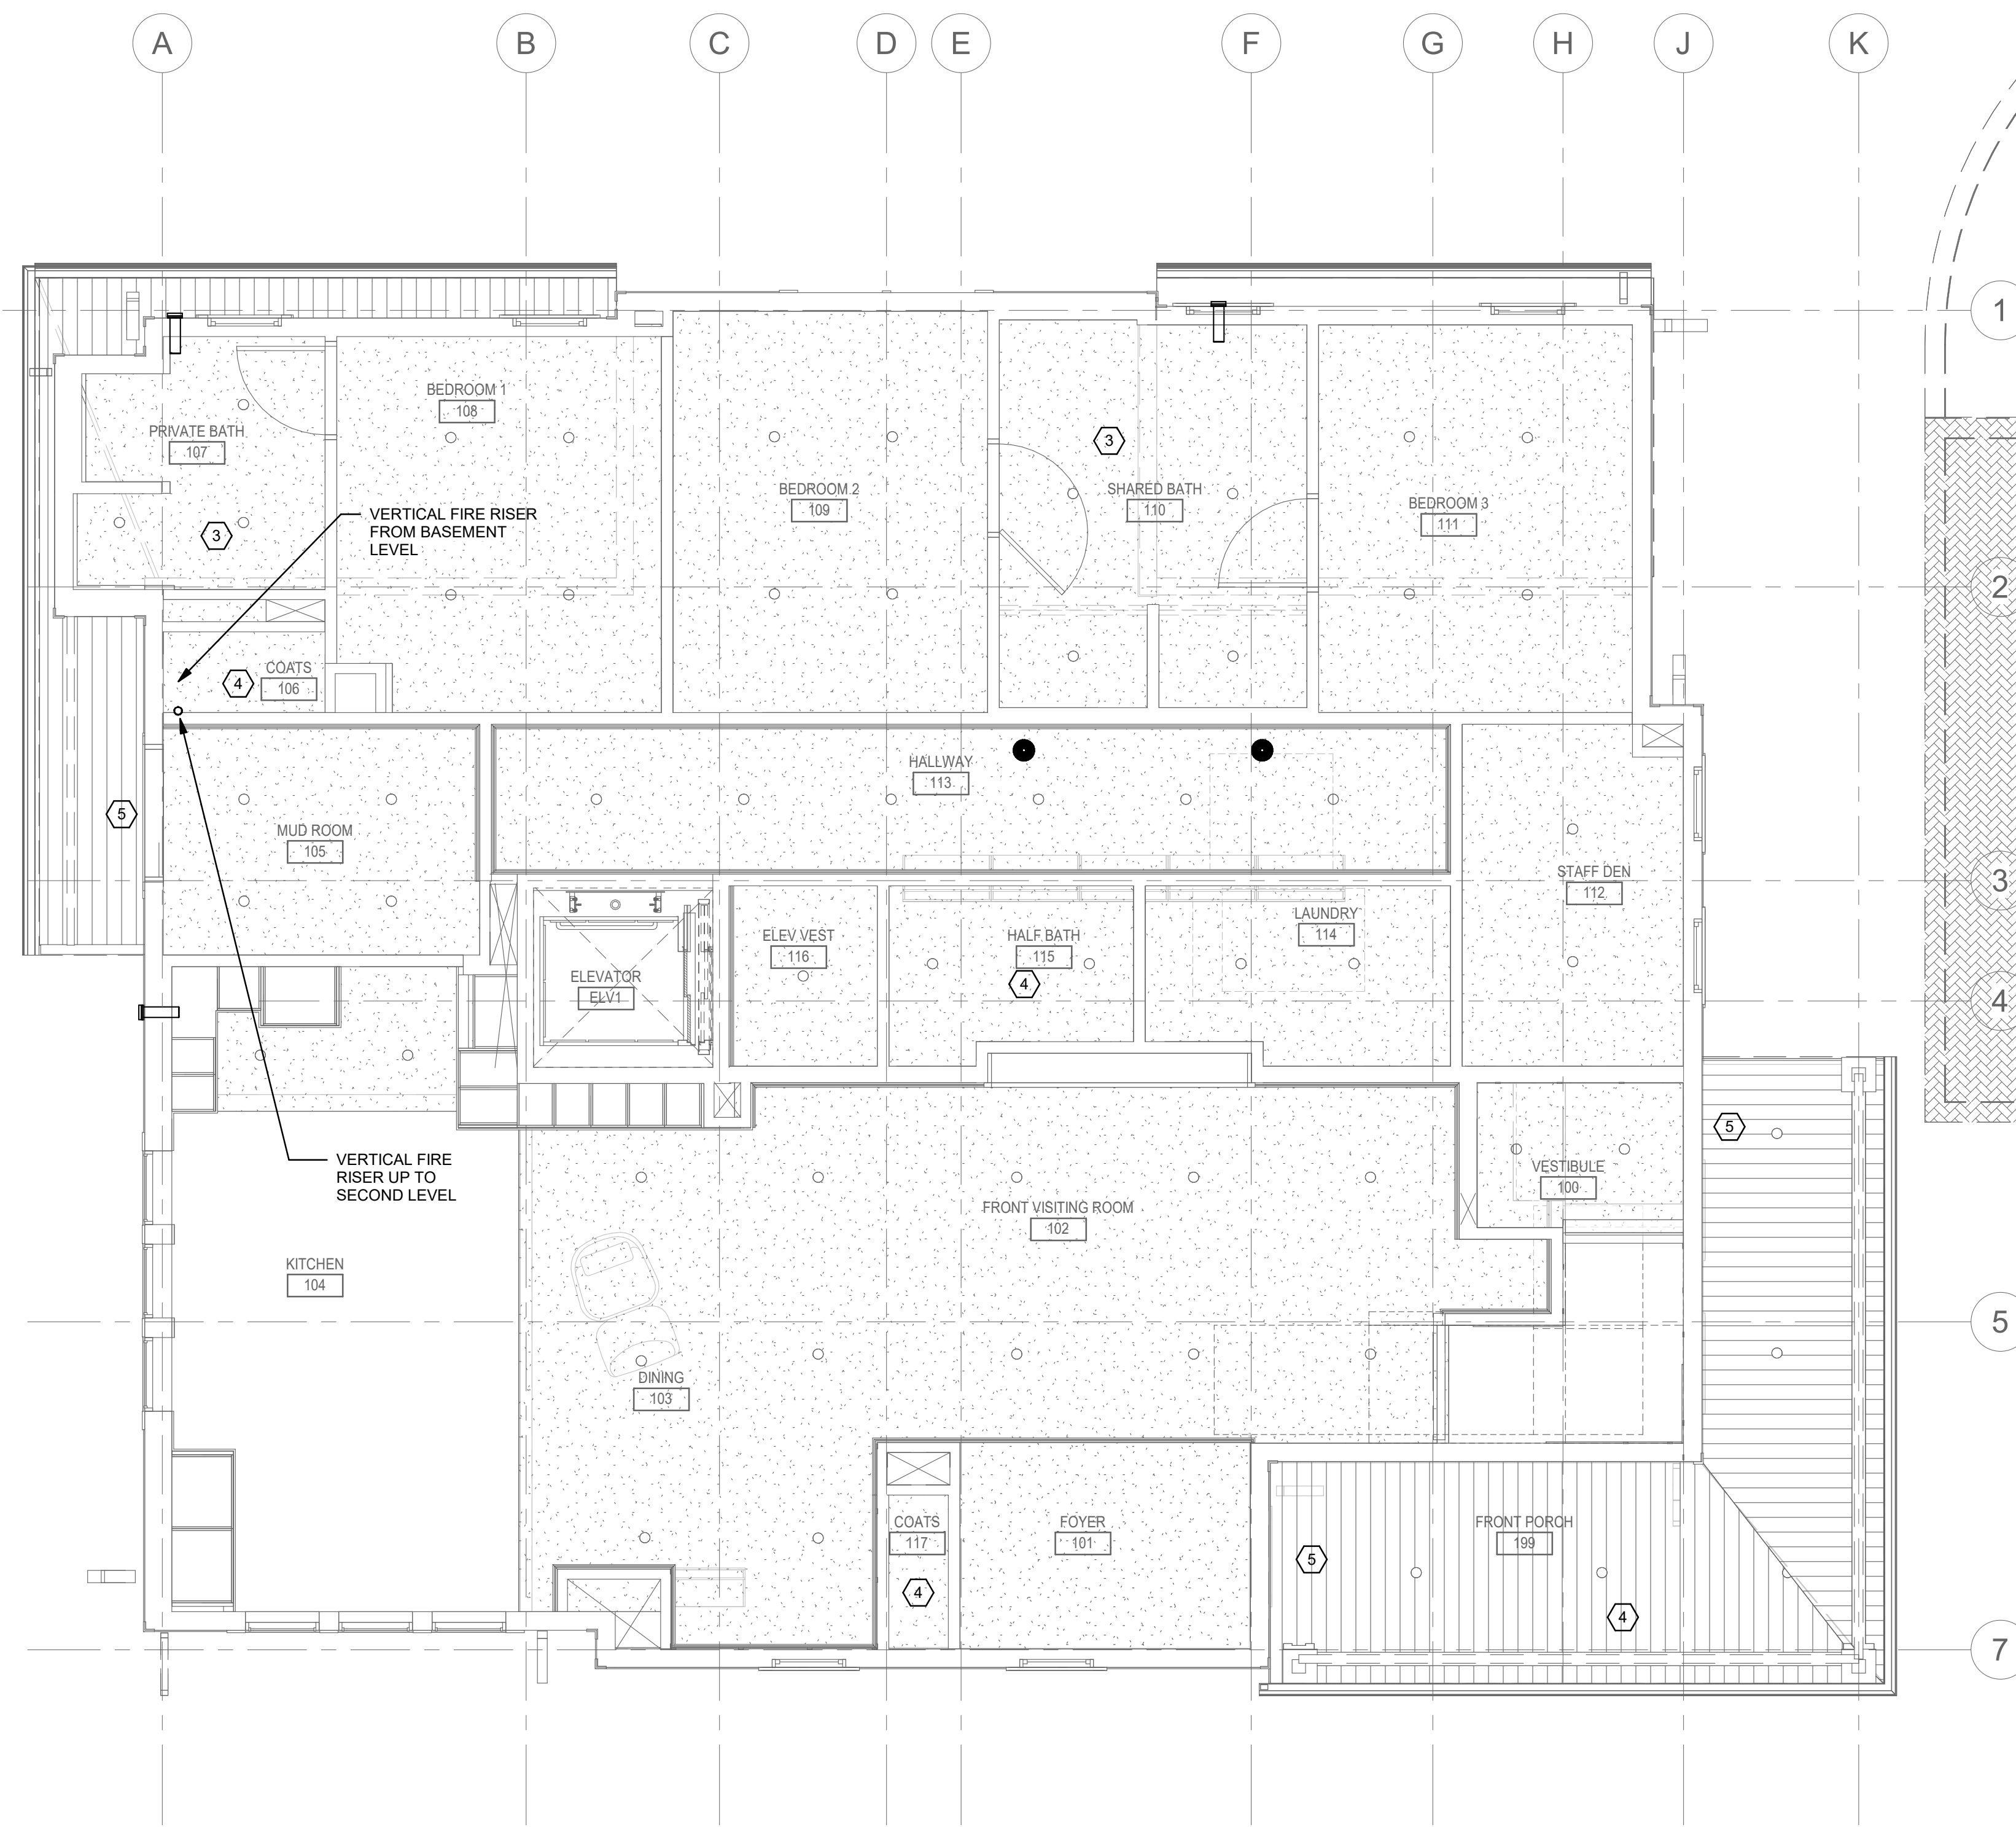 A
B
C
D
E
F
G
H
J
K
1
BEDROOM 1
108
PRIVATE BATH
107
3
SHARED BATH
110
BEDROOM 2
109
BEDROOM 3
111
VERTICAL FIRE RISER
FROM BASEMENT
LEVEL
3
2
COATS
106
4
HALLWAY
113
5
MUD ROOM
105
STAFF DEN
112
3
ELEV VEST
116
HALF BATH
115
4
LAUNDRY
114
ELEVATOR
ELV1
4
5
VERTICAL FIRE
RISER UP TO
SECOND LEVEL
VESTIBULE
100
FRONT VISITING ROOM
102
KITCHEN
104
5
DINING
103
COATS
117
4
FOYER
101
5
FRONT PORCH
199
4
7